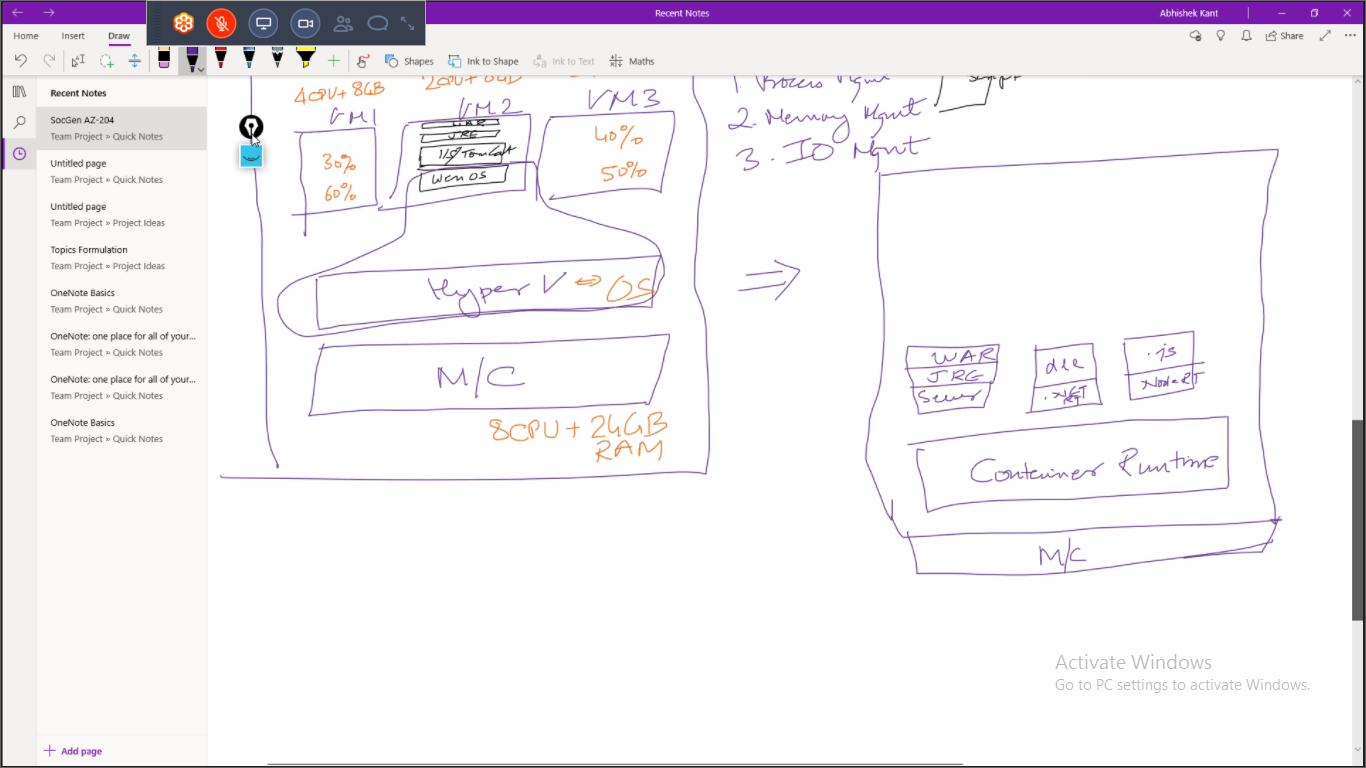 Recent Notes
Abhishek Kant
Home
Insert
Draw
Share
Shapes
Ink to Shape
Ink to Text
Maths
Recent Notes
SocGen AZ-204
Team Project » Quick Notes
Untitled page
Team Project » Quick Notes
Untitled page
Team Project » Project Ideas
Topics Formulation
Team Project » Project Ideas
OneNote Basics
Team Project » Quick Notes
OneNote: one place for all of your...
Team Project » Quick Notes
OneNote: one place for all of your...
Team Project » Quick Notes
OneNote Basics
Team Project » Quick Notes
Add page
4CPU+8GB
VM1
30%
60%
VM2
WAR
JRE
Tomcat
OS
VM3
40%
50%
Hyper V
OS
M/C
8CPU + 24GB
RAM
1. Process Mgmt
2. Memory Mgmt
3. IO Mgmt
WAR
JRE
Server
dll
.NET
RT
.js
NodeRT
Container Runtime
M/C
Activate Windows
Go to PC settings to activate Windows.